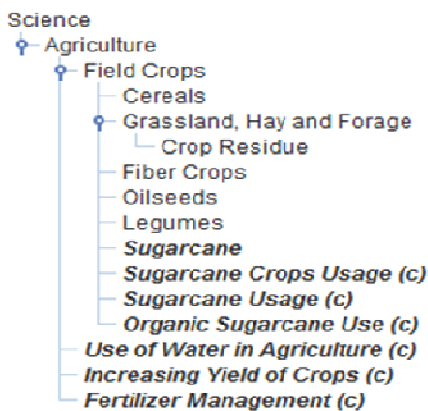 Science
Agriculture
Field Crops
Cereals
Grassland, Hay and Forage
Crop Residue
Fiber Crops
Oilseeds
Legumes
Sugarcane
Sugarcane Crops Usage (c)
Sugarcane Usage (c)
Organic Sugarcane Use (c)
Use of Water in Agriculture (c)
Increasing Yield of Crops (c)
Fertilizer Management (c)